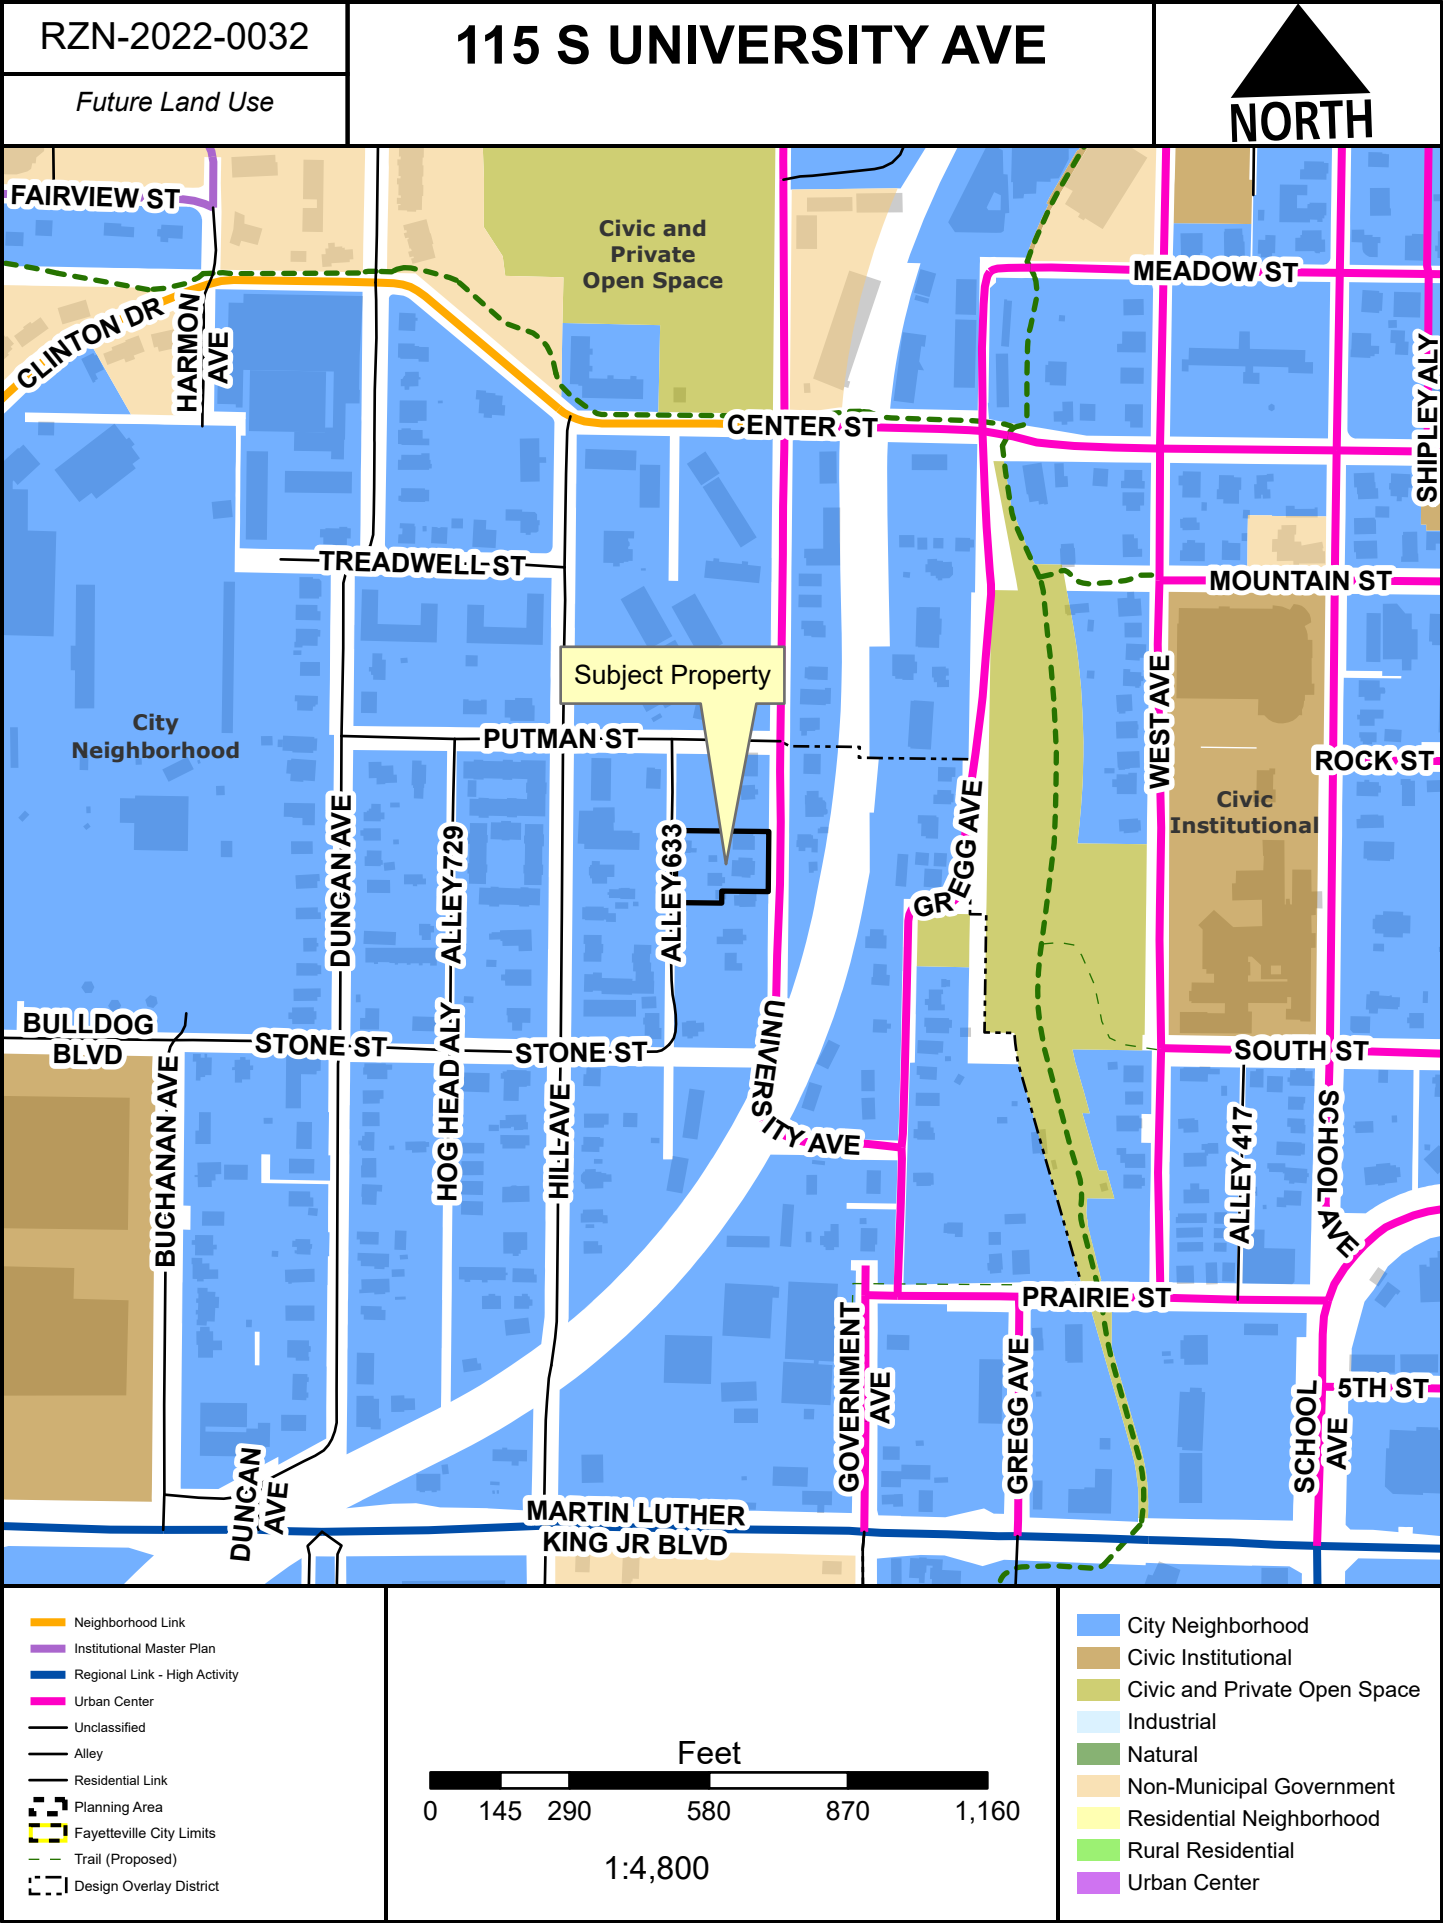 RZN-2022-0032
Future Land Use
115 S UNIVERSITY AVE
NORTH
FAIRVIEW ST
Civic and
Private
Open Space
MEADOW ST
CLINTON DR
HARMON
AVE
SHIPLEY ALY
CENTER ST
TREADWELL ST
MOUNTAIN ST
Subject Property
City
Neighborhood
PUTMAN ST
WEST AVE
ROCK ST
Civic
Institutional
DUNCAN AVE
ALLEY 729
ALLEY 633
GREGG AVE
BULLDOG
BLVD
STONE ST
STONE ST
UNIVERSITY AVE
SOUTH ST
BUCHANAN AVE
HOG HEAD ALY
HILL AVE
ALLEY 417
SCHOOL AVE
PRAIRIE ST
GOVERNMENT
AVE
GREGG AVE
SCHOOL
AVE
5TH ST
DUNCAN
AVE
MARTIN LUTHER
KING JR BLVD
Neighborhood Link
Institutional Master Plan
Regional Link - High Activity
Urban Center
Unclassified
Alley
Residential Link
Planning Area
Fayetteville City Limits
Trail (Proposed)
Design Overlay District
Feet
0 145 290 580 870 1,160
1:4,800
City Neighborhood
Civic Institutional
Civic and Private Open Space
Industrial
Natural
Non-Municipal Government
Residential Neighborhood
Rural Residential
Urban Center